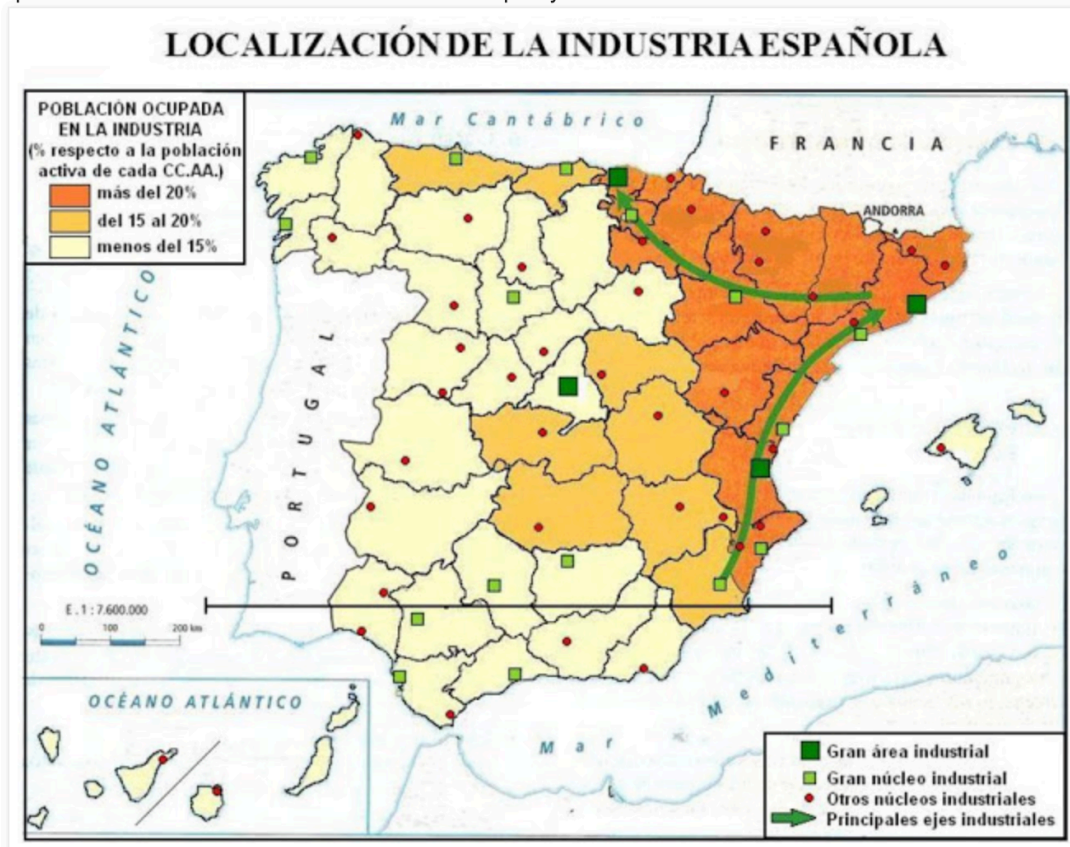 LOCALIZACIÓN DE LA INDUSTRIA ESPAÑOLA
POBLACIÓN OCUPADA
EN LA INDUSTRIA
(% respecto a la población
activa de cada CC.AA.)
más del 20%
del 15 al 20%
menos del 15%
Mar Cantábrico
FRANCIA
ANDORRA
OCÉANO ATLÁNTICO
PORTUGAL
Mar Mediterráneo
E. 1 : 7.600.000
0 100 200 km
OCÉANO ATLÁNTICO
Gran área industrial
Gran núcleo industrial
Otros núcleos industriales
Principales ejes industriales